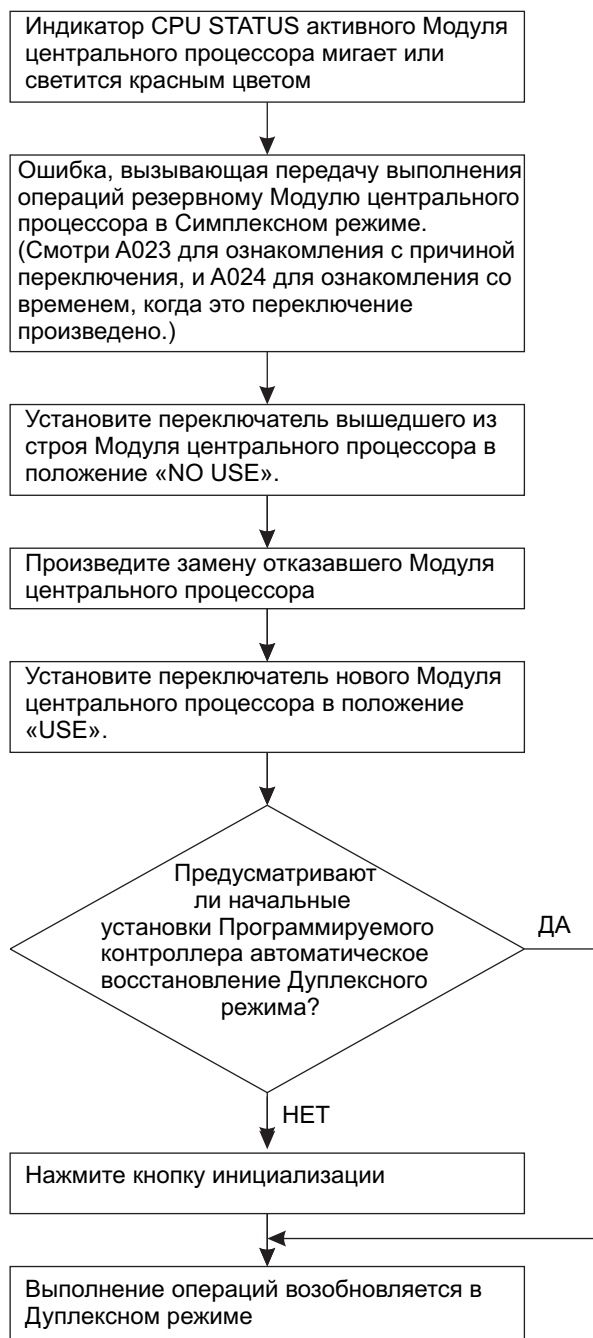 Индикатор CPU STATUS активного Модуля
центрального процессора мигает или
светится красным цветом
Ошибка, вызывающая передачу выполнения
операций резервному Модулю центрального
процессора в Симплексном режиме.
(Смотри A023 для ознакомления с причиной
переключения, и A024 для ознакомления со
временем, когда это переключение
произведено.)
Установите переключатель вышедшего из
строя Модуля центрального процессора в
положение «NO USE».
Произведите замену отказавшего Модуля
центрального процессора
Установите переключатель нового Модуля
центрального процессора в положение
«USE».
Предусматривают
ли начальные
установки Программируемого
контроллера автоматическое
восстановление Дуплексного
режима?
ДА
НЕТ
Нажмите кнопку инициализации
Выполнение операций возобновляется в
Дуплексном режиме